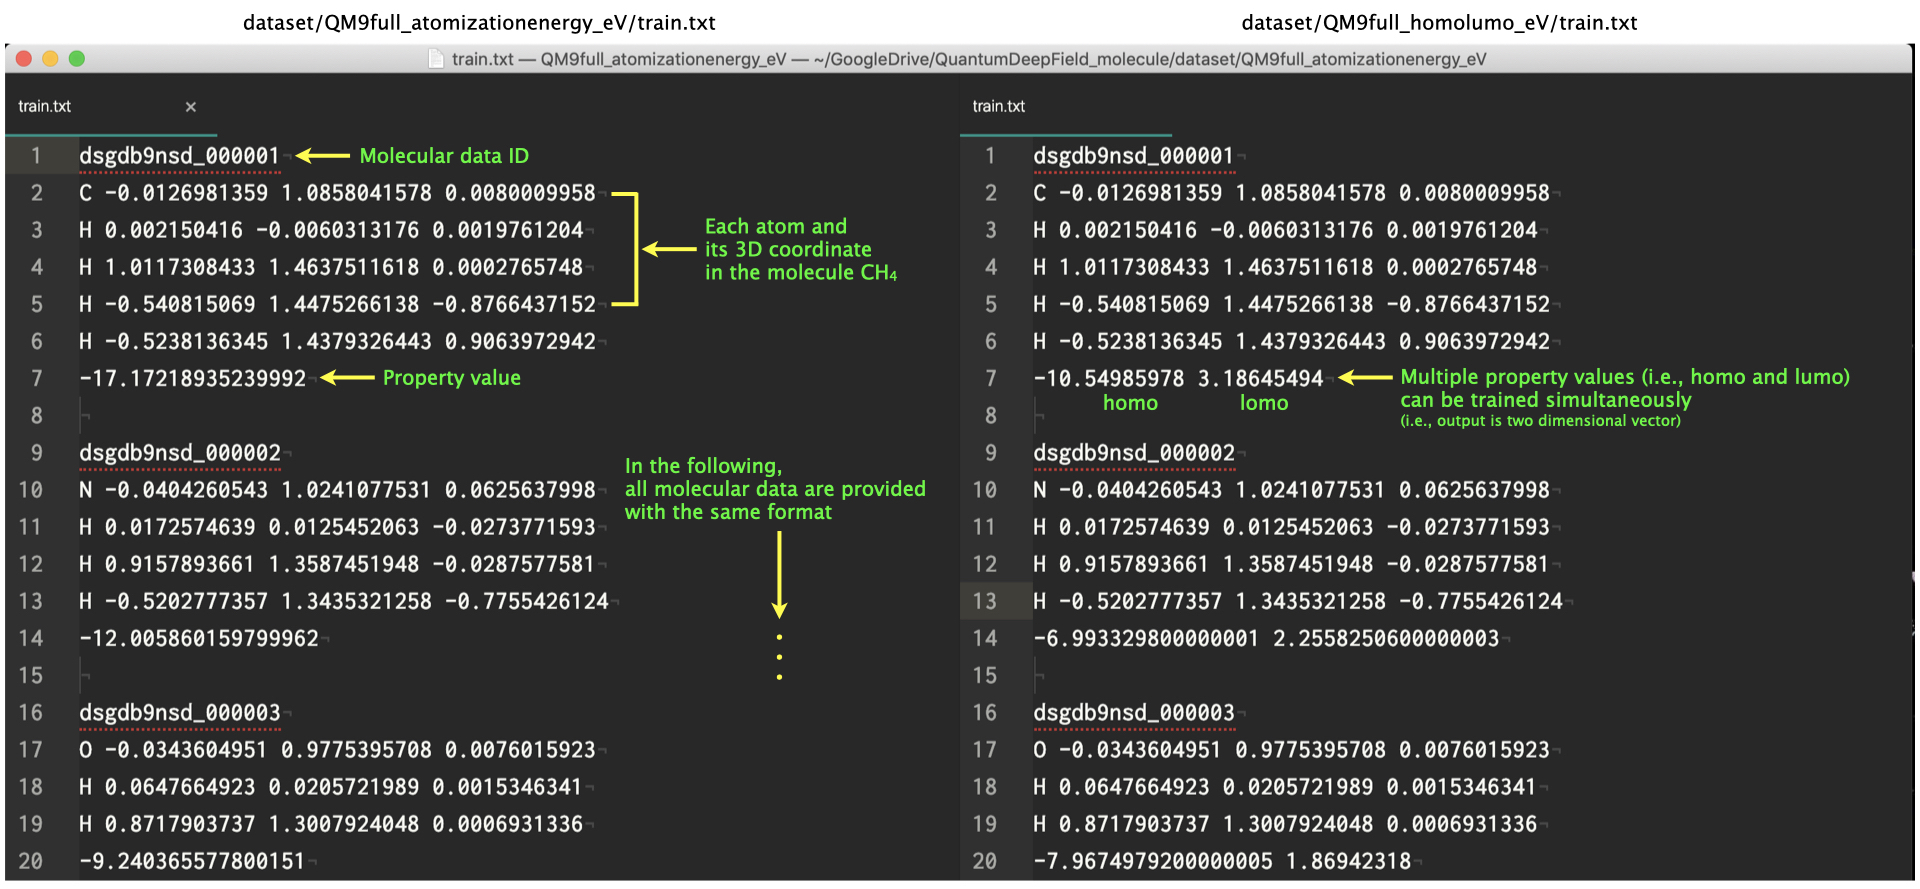 dataset/QM9full_atomizationenergy_eV/train.txt
dataset/QM9full_homolumo_eV/train.txt
train.txt — QM9full_atomizationenergy_eV — ~/GoogleDrive/QuantumDeepField_molecule/dataset/QM9full_atomizationenergy_eV
train.txt ×
1 dsgdb9nsd_000001
Molecular data ID
2 C -0.0126981359 1.0858041578 0.0080009958
3 H 0.002150416 -0.0060313176 0.0019761204
4 H 1.0117308433 1.4637511618 0.0002765748
5 H -0.540815069 1.4475266138 -0.8766437152
6 H -0.5238136345 1.4379326443 0.9063972942
Each atom and
its 3D coordinate
in the molecule CH₄
7 -17.17218935239992
Property value
8
9 dsgdb9nsd_000002
10 N -0.0404260543 1.0241077531 0.0625637998
11 H 0.0172574639 0.0125452063 -0.0273771593
12 H 0.9157893661 1.3587451948 -0.0287577581
13 H -0.5202777357 1.3435321258 -0.7755426124
14 -12.005860159799962
In the following,
all molecular data are provided
with the same format
15
16 dsgdb9nsd_000003
17 O -0.0343604951 0.9775395708 0.0076015923
18 H 0.0647664923 0.0205721989 0.0015346341
19 H 0.8717903737 1.3007924048 0.0006931336
20 -9.240365577800151
train.txt
1 dsgdb9nsd_000001
2 C -0.0126981359 1.0858041578 0.0080009958
3 H 0.002150416 -0.0060313176 0.0019761204
4 H 1.0117308433 1.4637511618 0.0002765748
5 H -0.540815069 1.4475266138 -0.8766437152
6 H -0.5238136345 1.4379326443 0.9063972942
7 -10.54985978 3.18645494
homo lomo
Multiple property values (i.e., homo and lumo)
can be trained simultaneously
(i.e., output is two dimensional vector)
8
9 dsgdb9nsd_000002
10 N -0.0404260543 1.0241077531 0.0625637998
11 H 0.0172574639 0.0125452063 -0.0273771593
12 H 0.9157893661 1.3587451948 -0.0287577581
13 H -0.5202777357 1.3435321258 -0.7755426124
14 -6.993329800000001 2.2558250600000003
15
16 dsgdb9nsd_000003
17 O -0.0343604951 0.9775395708 0.0076015923
18 H 0.0647664923 0.0205721989 0.0015346341
19 H 0.8717903737 1.3007924048 0.0006931336
20 -7.9674979200000005 1.86942318